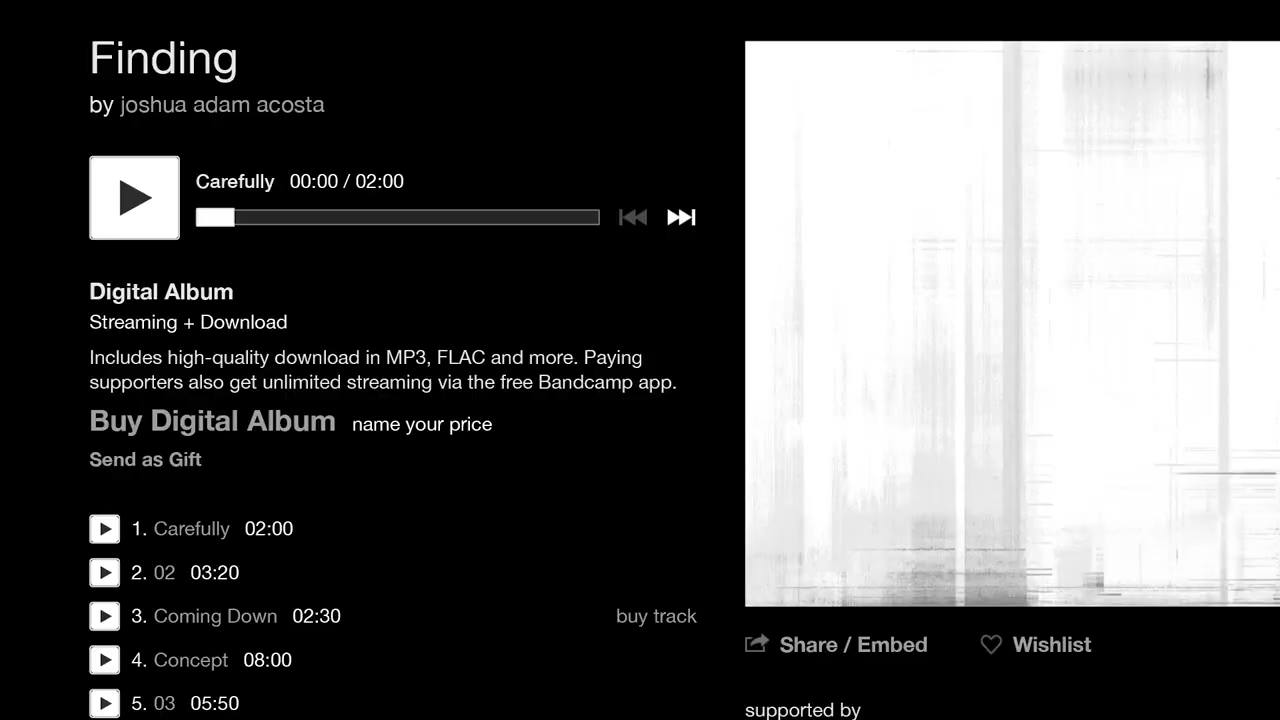 Finding
by joshua adam acosta
Carefully 00:00 / 02:00
Digital Album
Streaming + Download
Includes high-quality download in MP3, FLAC and more. Paying
supporters also get unlimited streaming via the free Bandcamp app.
Buy Digital Album name your price
Send as Gift
1. Carefully 02:00
2. 02 03:20
3. Coming Down 02:30 buy track
4. Concept 08:00
5. 03 05:50
Share / Embed Wishlist
supported by